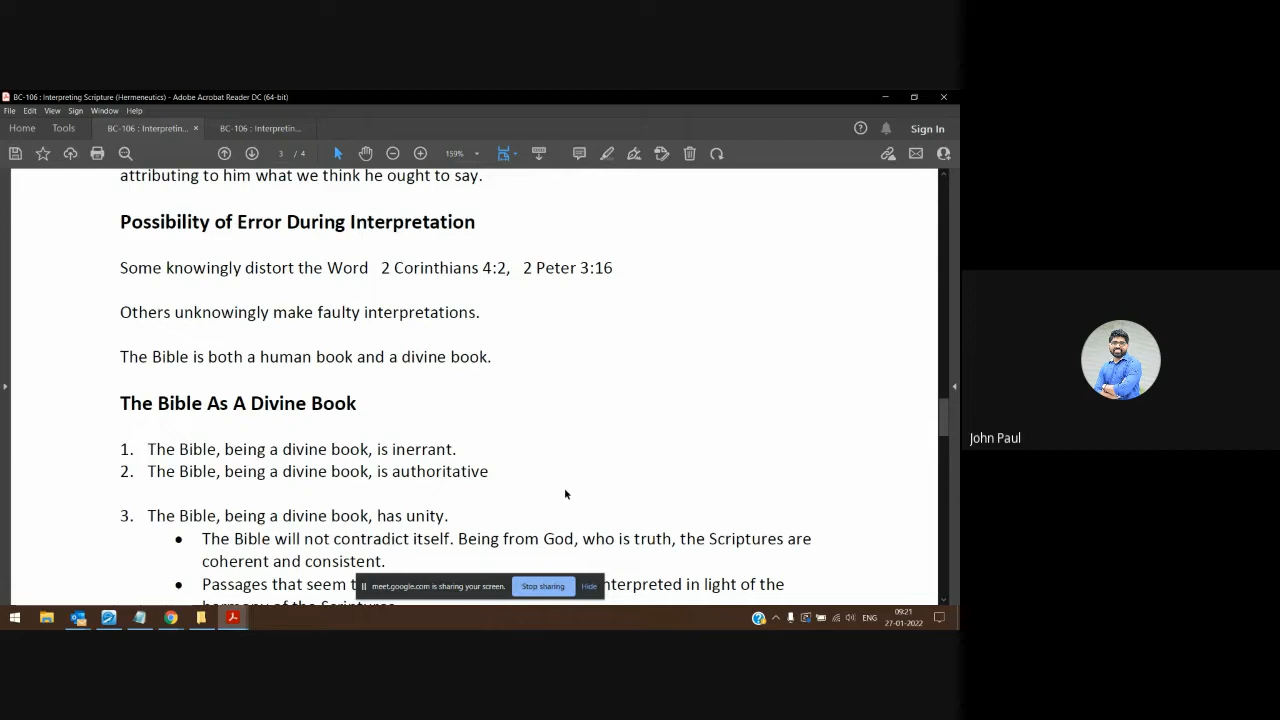 BC-106 : Interpreting Scripture (Hermeneutics) - Adobe Acrobat Reader DC (64-bit)
File Edit View Sign Window Help
Home Tools BC-106 : Interpretin... × BC-106 : Interpretin... Sign In
3 / 4 159%
attributing to him what we think he ought to say.
Possibility of Error During Interpretation
Some knowingly distort the Word 2 Corinthians 4:2, 2 Peter 3:16
Others unknowingly make faulty interpretations.
The Bible is both a human book and a divine book.
The Bible As A Divine Book
1. The Bible, being a divine book, is inerrant.
2. The Bible, being a divine book, is authoritative
3. The Bible, being a divine book, has unity.
• The Bible will not contradict itself. Being from God, who is truth, the Scriptures are
coherent and consistent.
• Passages that seem t nterpreted in light of the
meet.google.com is sharing your screen. Stop sharing Hide
harmony of the Scriptures
ENG 09:21
27-01-2022
John Paul